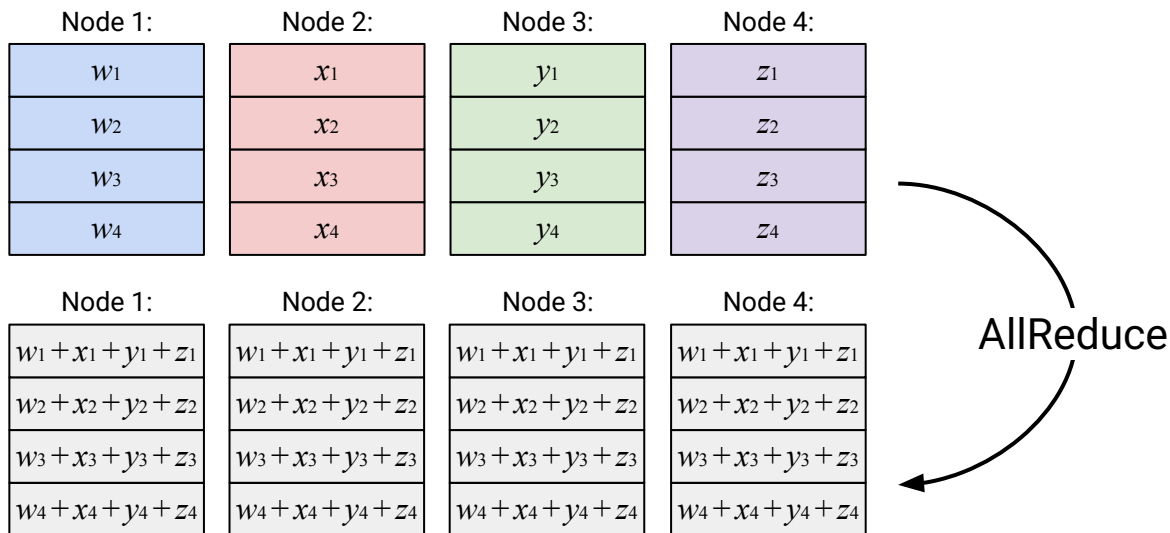 Node 1: Node 2: Node 3: Node 4:
w1 x1 y1 z1
w2 x2 y2 z2
w3 x3 y3 z3
w4 x4 y4 z4
Node 1: Node 2: Node 3: Node 4:
w1+x1+y1+z1 w1+x1+y1+z1 w1+x1+y1+z1 w1+x1+y1+z1
w2+x2+y2+z2 w2+x2+y2+z2 w2+x2+y2+z2 w2+x2+y2+z2
w3+x3+y3+z3 w3+x3+y3+z3 w3+x3+y3+z3 w3+x3+y3+z3
w4+x4+y4+z4 w4+x4+y4+z4 w4+x4+y4+z4 w4+x4+y4+z4
AllReduce